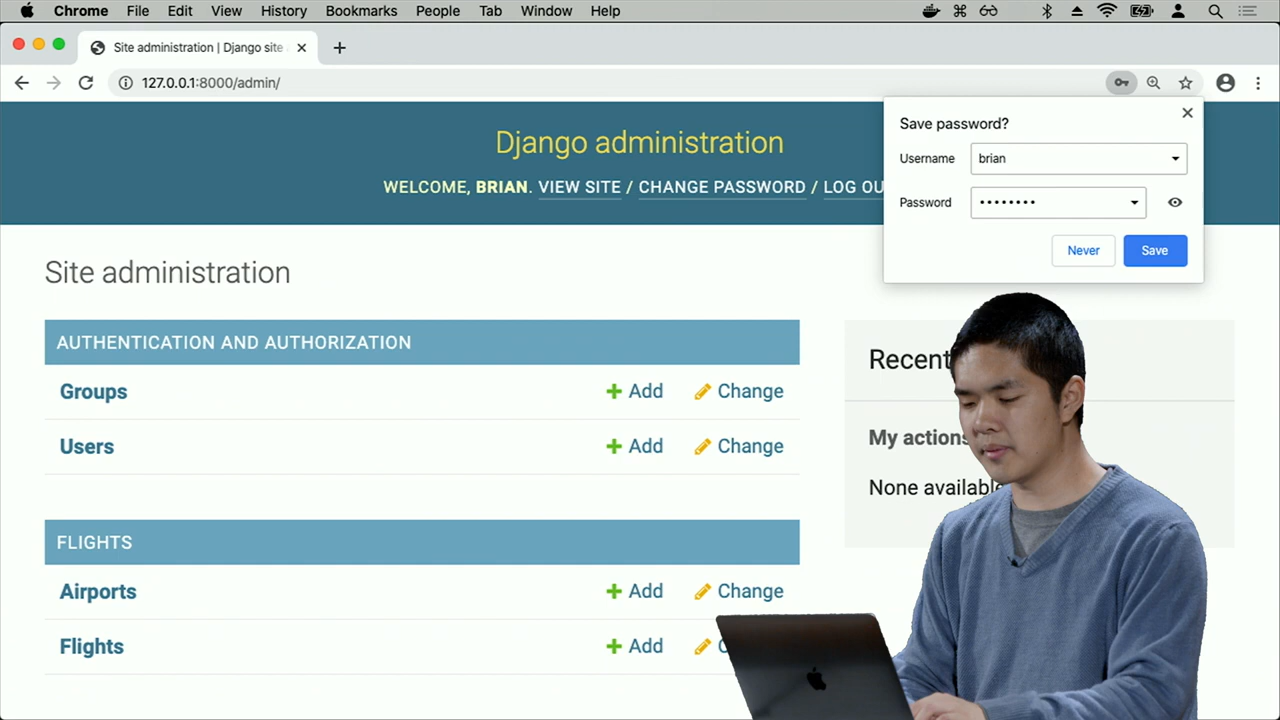 Chrome File Edit View History Bookmarks People Tab Window Help
Site administration | Django site
127.0.0.1:8000/admin/
Django administration
WELCOME, BRIAN. VIEW SITE / CHANGE PASSWORD / LOG OU
Save password?
Username brian
Password ••••••••
Never Save
Site administration
AUTHENTICATION AND AUTHORIZATION
Groups Add Change
Users Add Change
FLIGHTS
Airports Add Change
Flights Add
Recent
My actions
None available